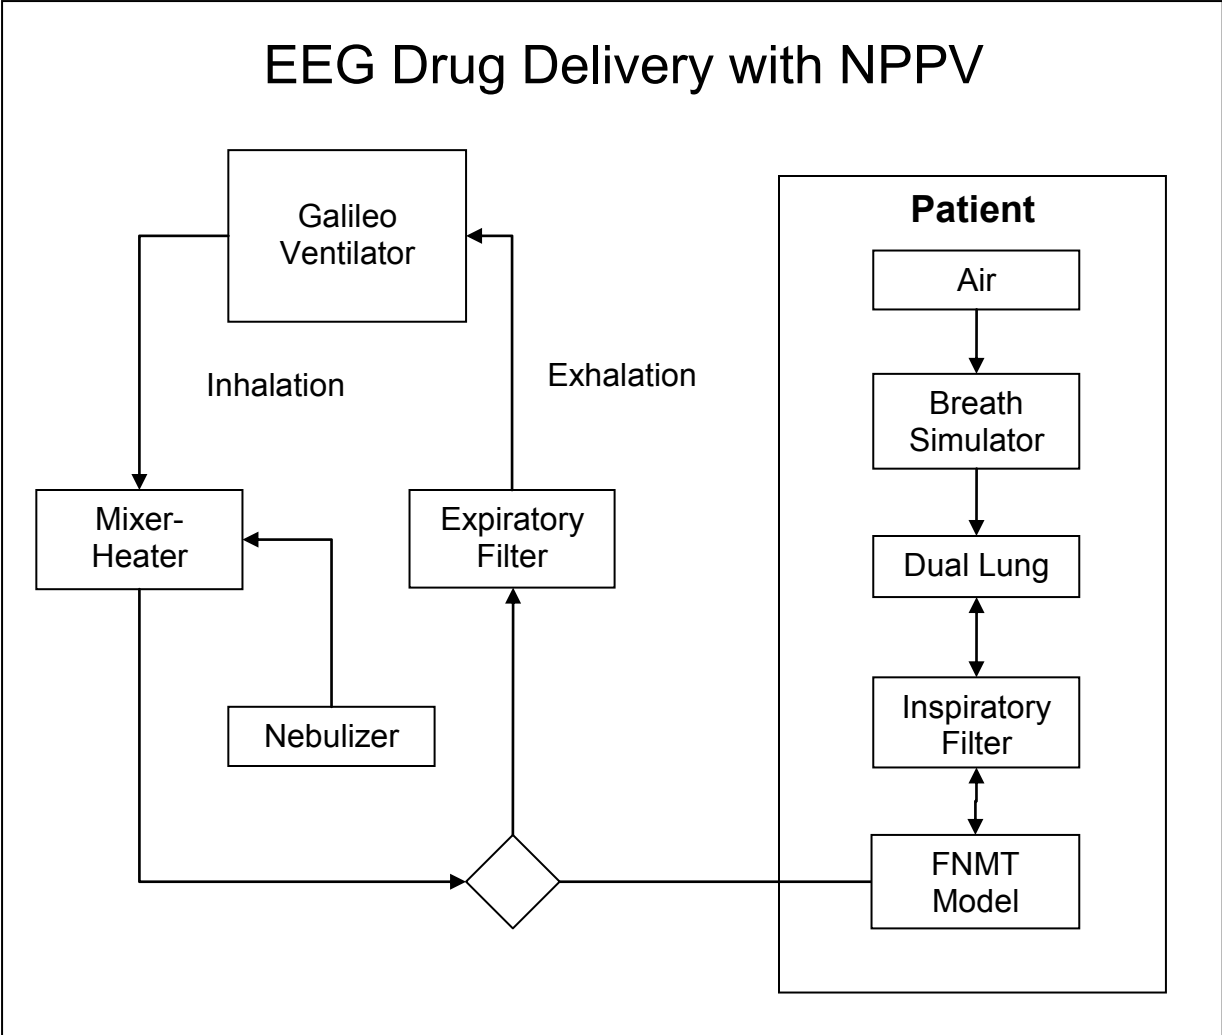 EEG Drug Delivery with NPPV
Galileo
Ventilator
Inhalation
Exhalation
Mixer-
Heater
Expiratory
Filter
Nebulizer
Patient
Air
Breath
Simulator
Dual Lung
Inspiratory
Filter
FNMT
Model